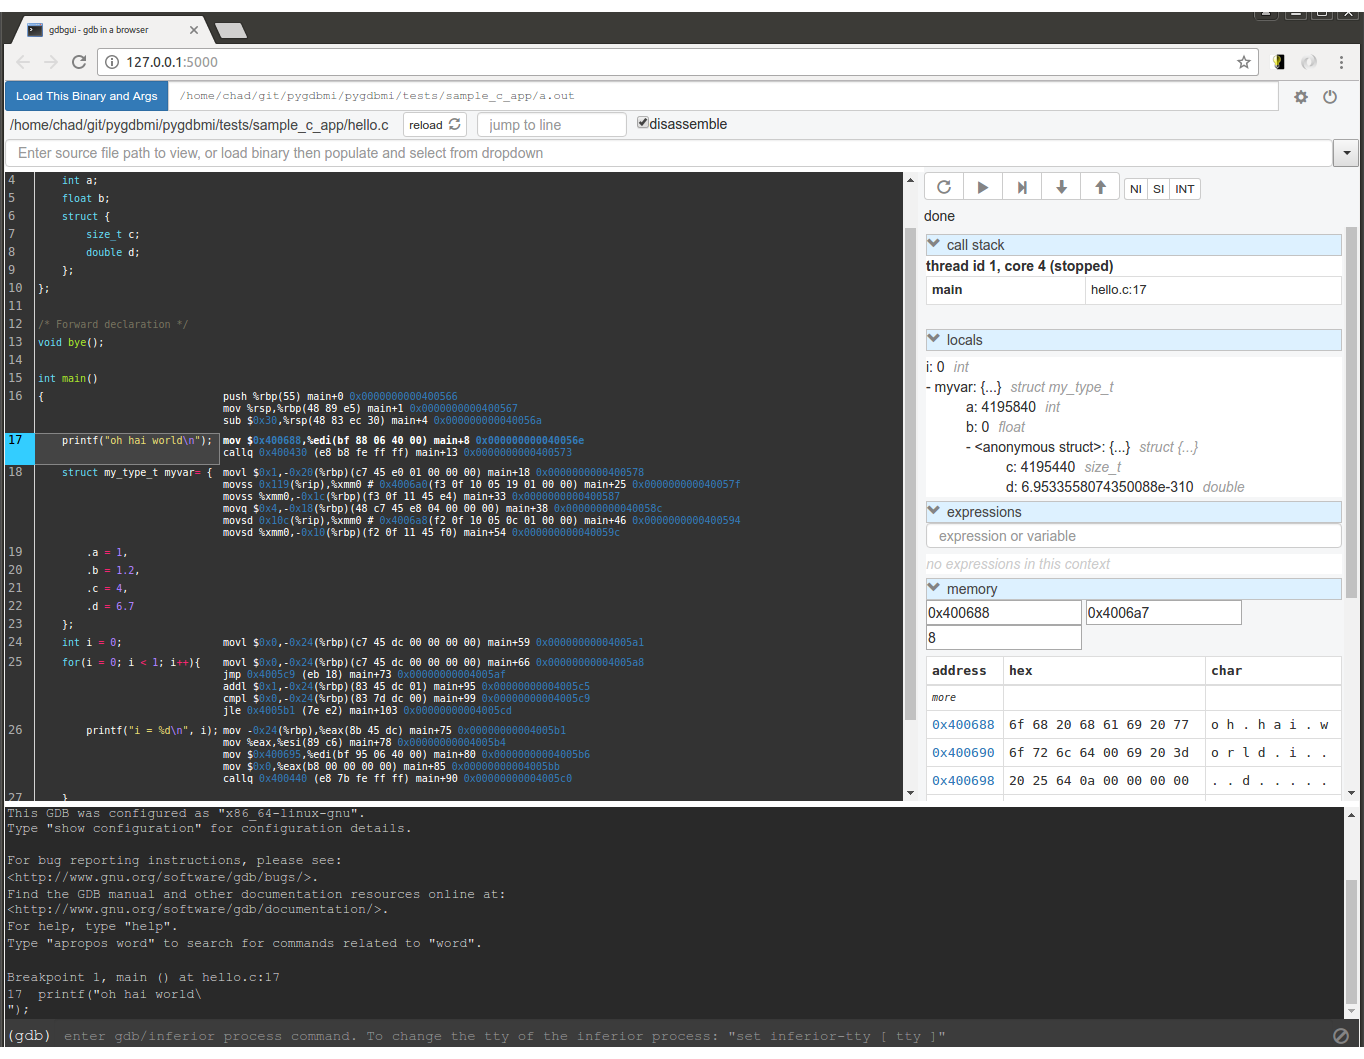 gdbgui - gdb in a browser
127.0.0.1:5000
Load This Binary and Args /home/chad/git/pygdbmi/pygdbmi/tests/sample_c_app/a.out
/home/chad/git/pygdbmi/pygdbmi/tests/sample_c_app/hello.c reload jump to line disassemble
Enter source file path to view, or load binary then populate and select from dropdown
4 int a;
5 float b;
6 struct {
7 size_t c;
8 double d;
9 };
10 };
11
12 /* Forward declaration */
13 void bye();
14
15 int main()
16 { push %rbp(55) main+0 0x0000000000400566
mov %rsp,%rbp(48 89 e5) main+1 0x0000000000400567
sub $0x30,%rsp(48 83 ec 30) main+4 0x000000000040056a
17 printf("oh hai world\n"); mov $0x400688,%edi(bf 88 06 40 00) main+8 0x000000000040056e
callq 0x400430 (e8 b8 fe ff ff) main+13 0x0000000000400573
18 struct my_type_t myvar= { movl $0x1,-0x20(%rbp)(c7 45 e0 01 00 00 00) main+18 0x0000000000400578
movss 0x119(%rip),%xmm0 # 0x4006a0(f3 0f 10 05 19 01 00 00) main+25 0x000000000040057f
movss %xmm0,-0x1c(%rbp)(f3 0f 11 45 e4) main+33 0x0000000000400587
movq $0x4,-0x18(%rbp)(48 c7 45 e8 04 00 00 00) main+38 0x000000000040058c
movsd 0x10c(%rip),%xmm0 # 0x4006a8(f2 0f 10 05 0c 01 00 00) main+46 0x0000000000400594
movsd %xmm0,-0x10(%rbp)(f2 0f 11 45 f0) main+54 0x000000000040059c
19 .a = 1,
20 .b = 1.2,
21 .c = 4,
22 .d = 6.7
23 };
24 int i = 0; movl $0x0,-0x24(%rbp)(c7 45 dc 00 00 00 00) main+59 0x00000000004005a1
25 for(i = 0; i < 1; i++){ movl $0x0,-0x24(%rbp)(c7 45 dc 00 00 00 00) main+66 0x00000000004005a8
jmp 0x4005c9 (eb 18) main+73 0x00000000004005af
addl $0x1,-0x24(%rbp)(83 45 dc 01) main+95 0x00000000004005c5
cmpl $0x0,-0x24(%rbp)(83 7d dc 00) main+99 0x00000000004005c9
jle 0x4005b1 (7e e2) main+103 0x00000000004005cd
26 printf("i = %d\n", i); mov -0x24(%rbp),%eax(8b 45 dc) main+75 0x00000000004005b1
mov %eax,%esi(89 c6) main+78 0x00000000004005b4
mov $0x400695,%edi(bf 95 06 40 00) main+80 0x00000000004005b6
mov $0x0,%eax(b8 00 00 00 00) main+85 0x00000000004005bb
callq 0x400440 (e8 7b fe ff ff) main+90 0x00000000004005c0
27 }
NI SI INT
done
call stack
thread id 1, core 4 (stopped)
main hello.c:17
locals
i: 0 int
- myvar: {...} struct my_type_t
a: 4195840 int
b: 0 float
- <anonymous struct>: {...} struct {...}
c: 4195440 size_t
d: 6.9533558074350088e-310 double
expressions
expression or variable
no expressions in this context
memory
0x400688 0x4006a7
8
address hex char
more
0x400688 6f 68 20 68 61 69 20 77 o h . h a i . w
0x400690 6f 72 6c 64 00 69 20 3d o r l d . i . .
0x400698 20 25 64 0a 00 00 00 00 . . d . . . . .
This GDB was configured as "x86_64-linux-gnu".
Type "show configuration" for configuration details.
For bug reporting instructions, please see:
<http://www.gnu.org/software/gdb/bugs/>.
Find the GDB manual and other documentation resources online at:
<http://www.gnu.org/software/gdb/documentation/>.
For help, type "help".
Type "apropos word" to search for commands related to "word".
Breakpoint 1, main () at hello.c:17
17 printf("oh hai world\
");
(gdb) enter gdb/inferior process command. To change the tty of the inferior process: "set inferior-tty [ tty ]"